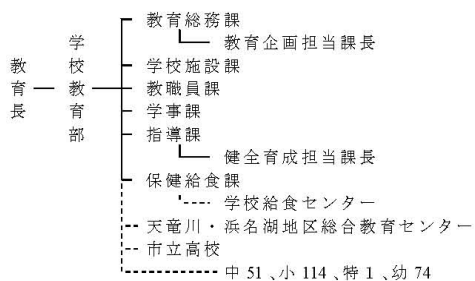 教育長
学校教育部
教育総務課
教育企画担当課長
学校施設課
教職員課
学事課
指導課
健全育成担当課長
保健給食課
学校給食センター
天竜川・浜名湖地区総合教育センター
市立高校
中 51 、小 114 、特 1 、幼 74